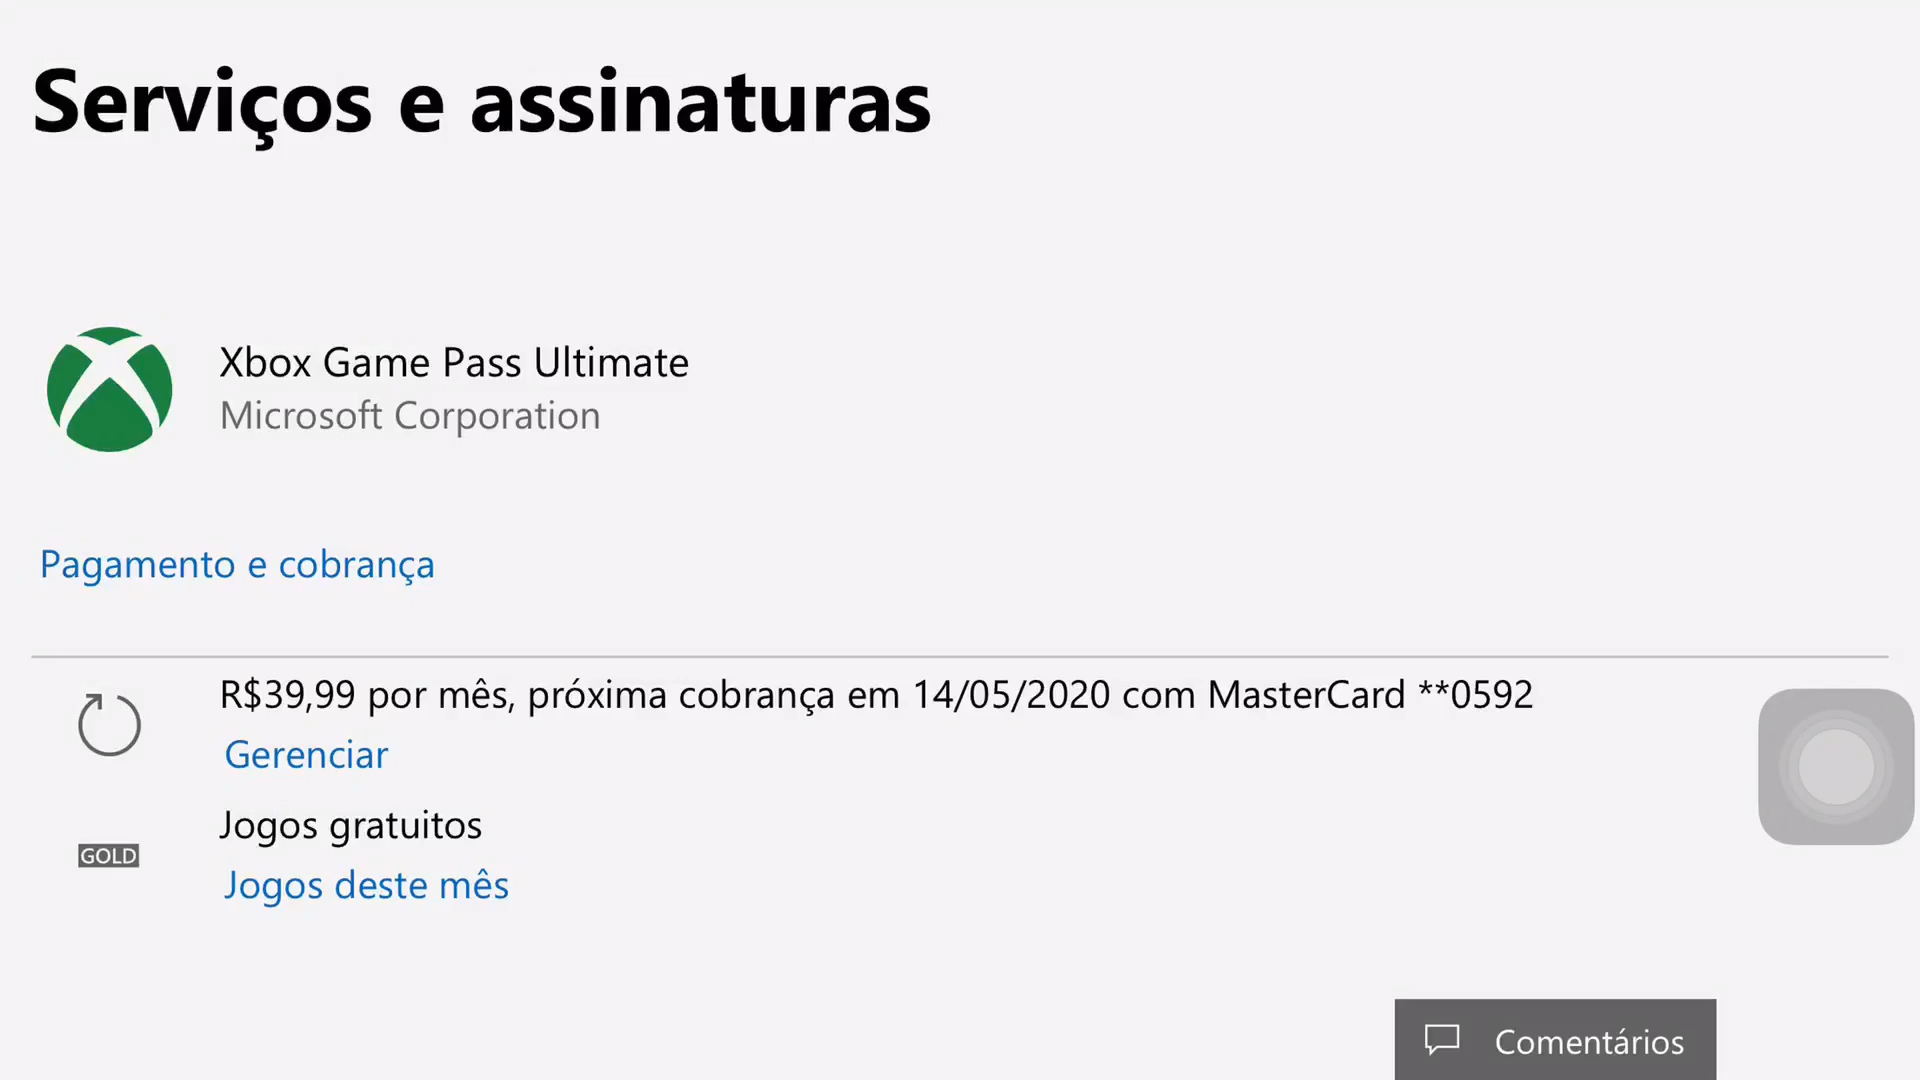 Serviços e assinaturas
Xbox Game Pass Ultimate
Microsoft Corporation
Pagamento e cobrança
R$39,99 por mês, próxima cobrança em 14/05/2020 com MasterCard **0592
Gerenciar
Jogos gratuitos
GOLD
Jogos deste mês
Comentários